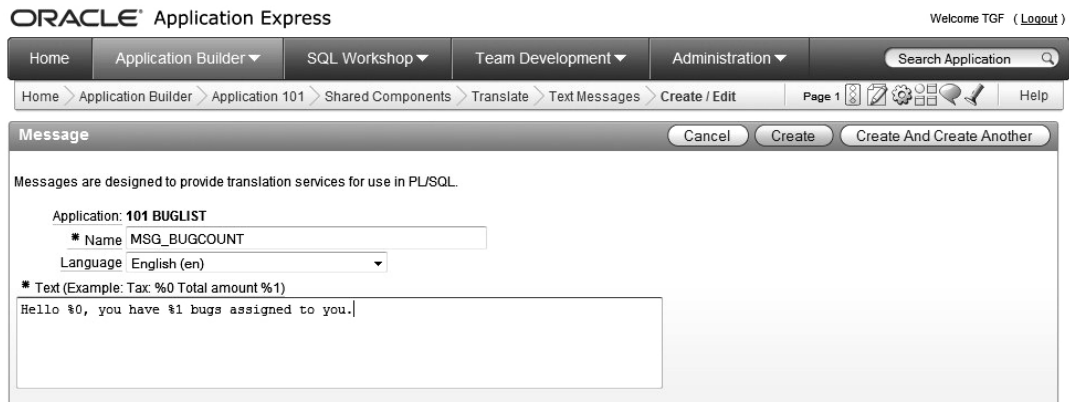 ORACLE Application Express
Welcome TGF ( Logout )
Home Application Builder SQL Workshop Team Development Administration Search Application
Home Application Builder Application 101 Shared Components Translate Text Messages Create / Edit Page 1 Help
Message Cancel Create Create And Create Another
Messages are designed to provide translation services for use in PL/SQL.
Application: 101 BUGLIST
* Name MSG_BUGCOUNT
Language English (en)
* Text (Example: Tax: %0 Total amount %1)
Hello %0, you have %1 bugs assigned to you.